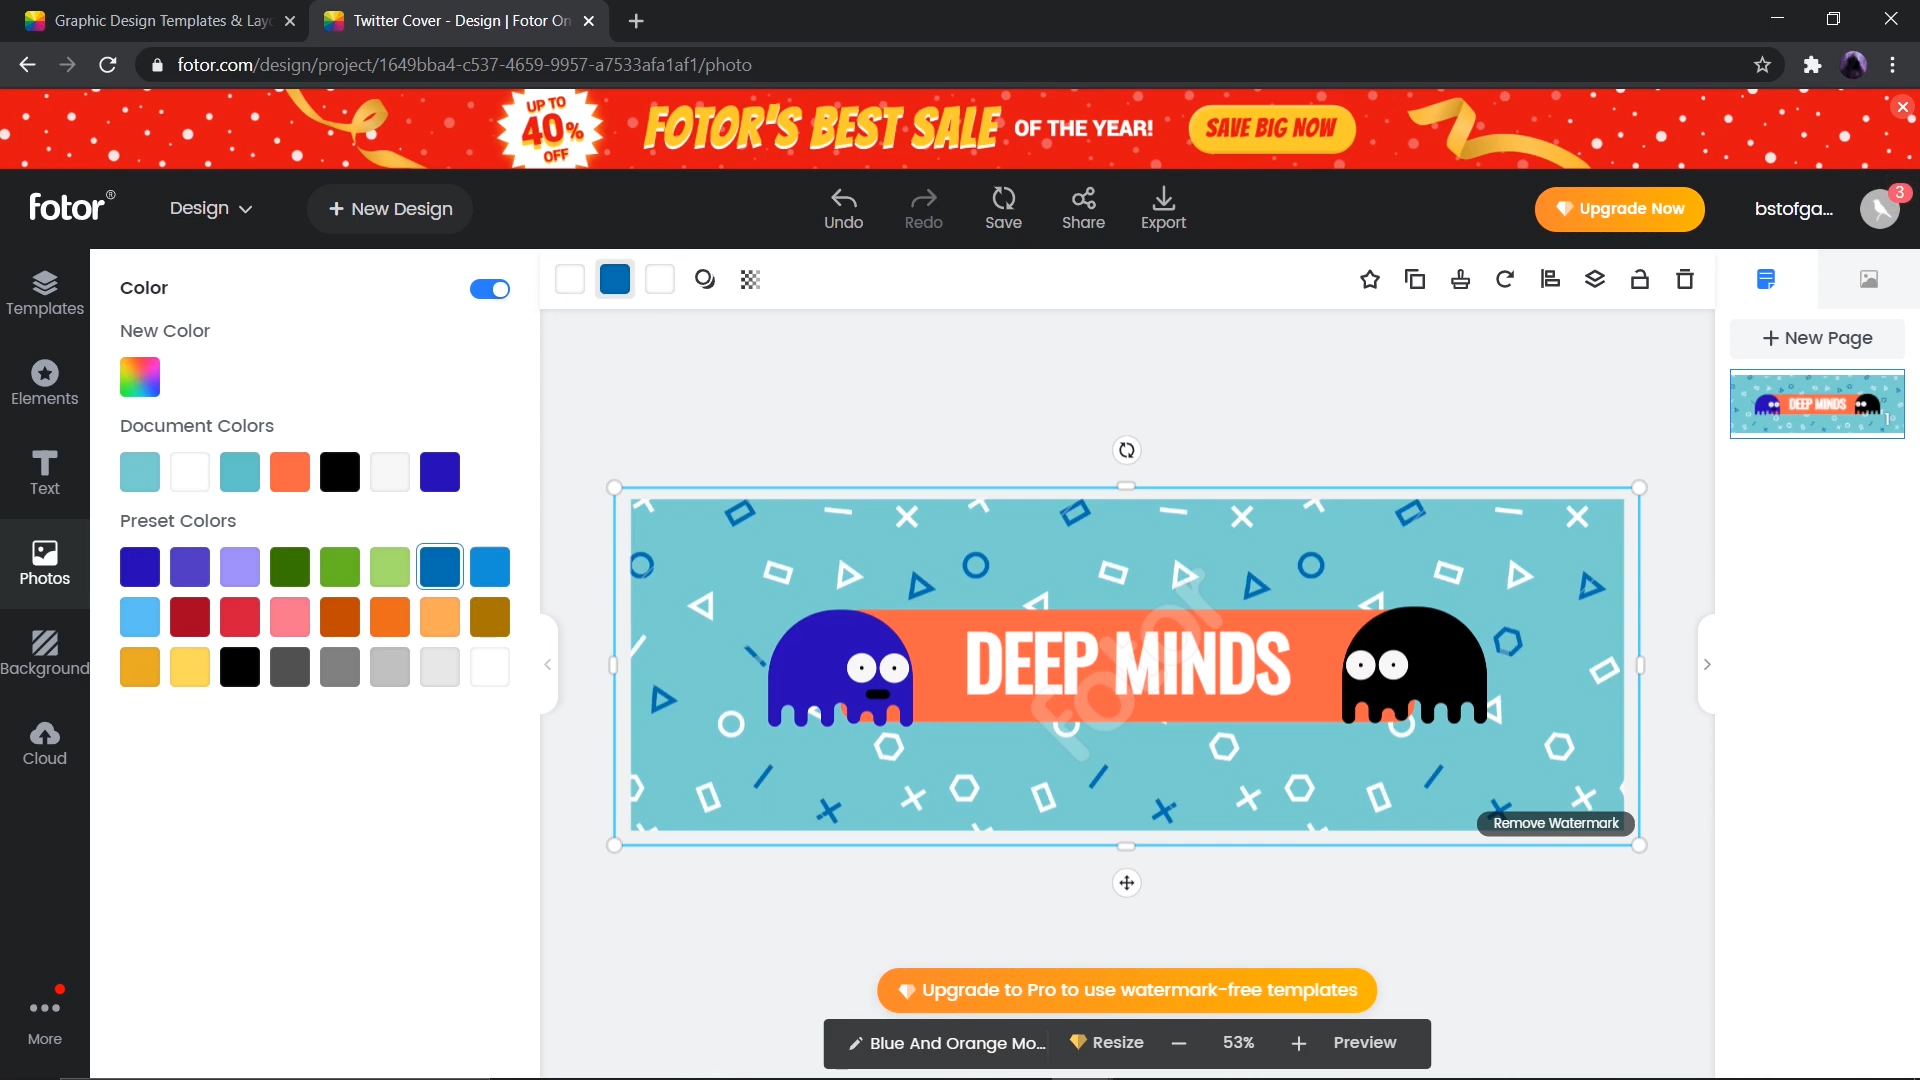 Graphic Design Templates & Lay
Twitter Cover - Design | Fotor On
fotor.com/design/project/1649bba4-c537-4659-9957-a7533afa1af1/photo
UP TO
40%
OFF
FOTOR'S BEST SALE OF THE YEAR!
SAVE BIG NOW
fotor®
Design
+ New Design
Undo
Redo
Save
Share
Export
Upgrade Now
bstofga...
3
Templates
Elements
Text
Photos
Background
Cloud
More
Color
New Color
Document Colors
Preset Colors
+ New Page
DEEP MINDS
1
DEEP MINDS
fotor
Remove Watermark
Upgrade to Pro to use watermark-free templates
Blue And Orange Mo...
Resize
53%
Preview